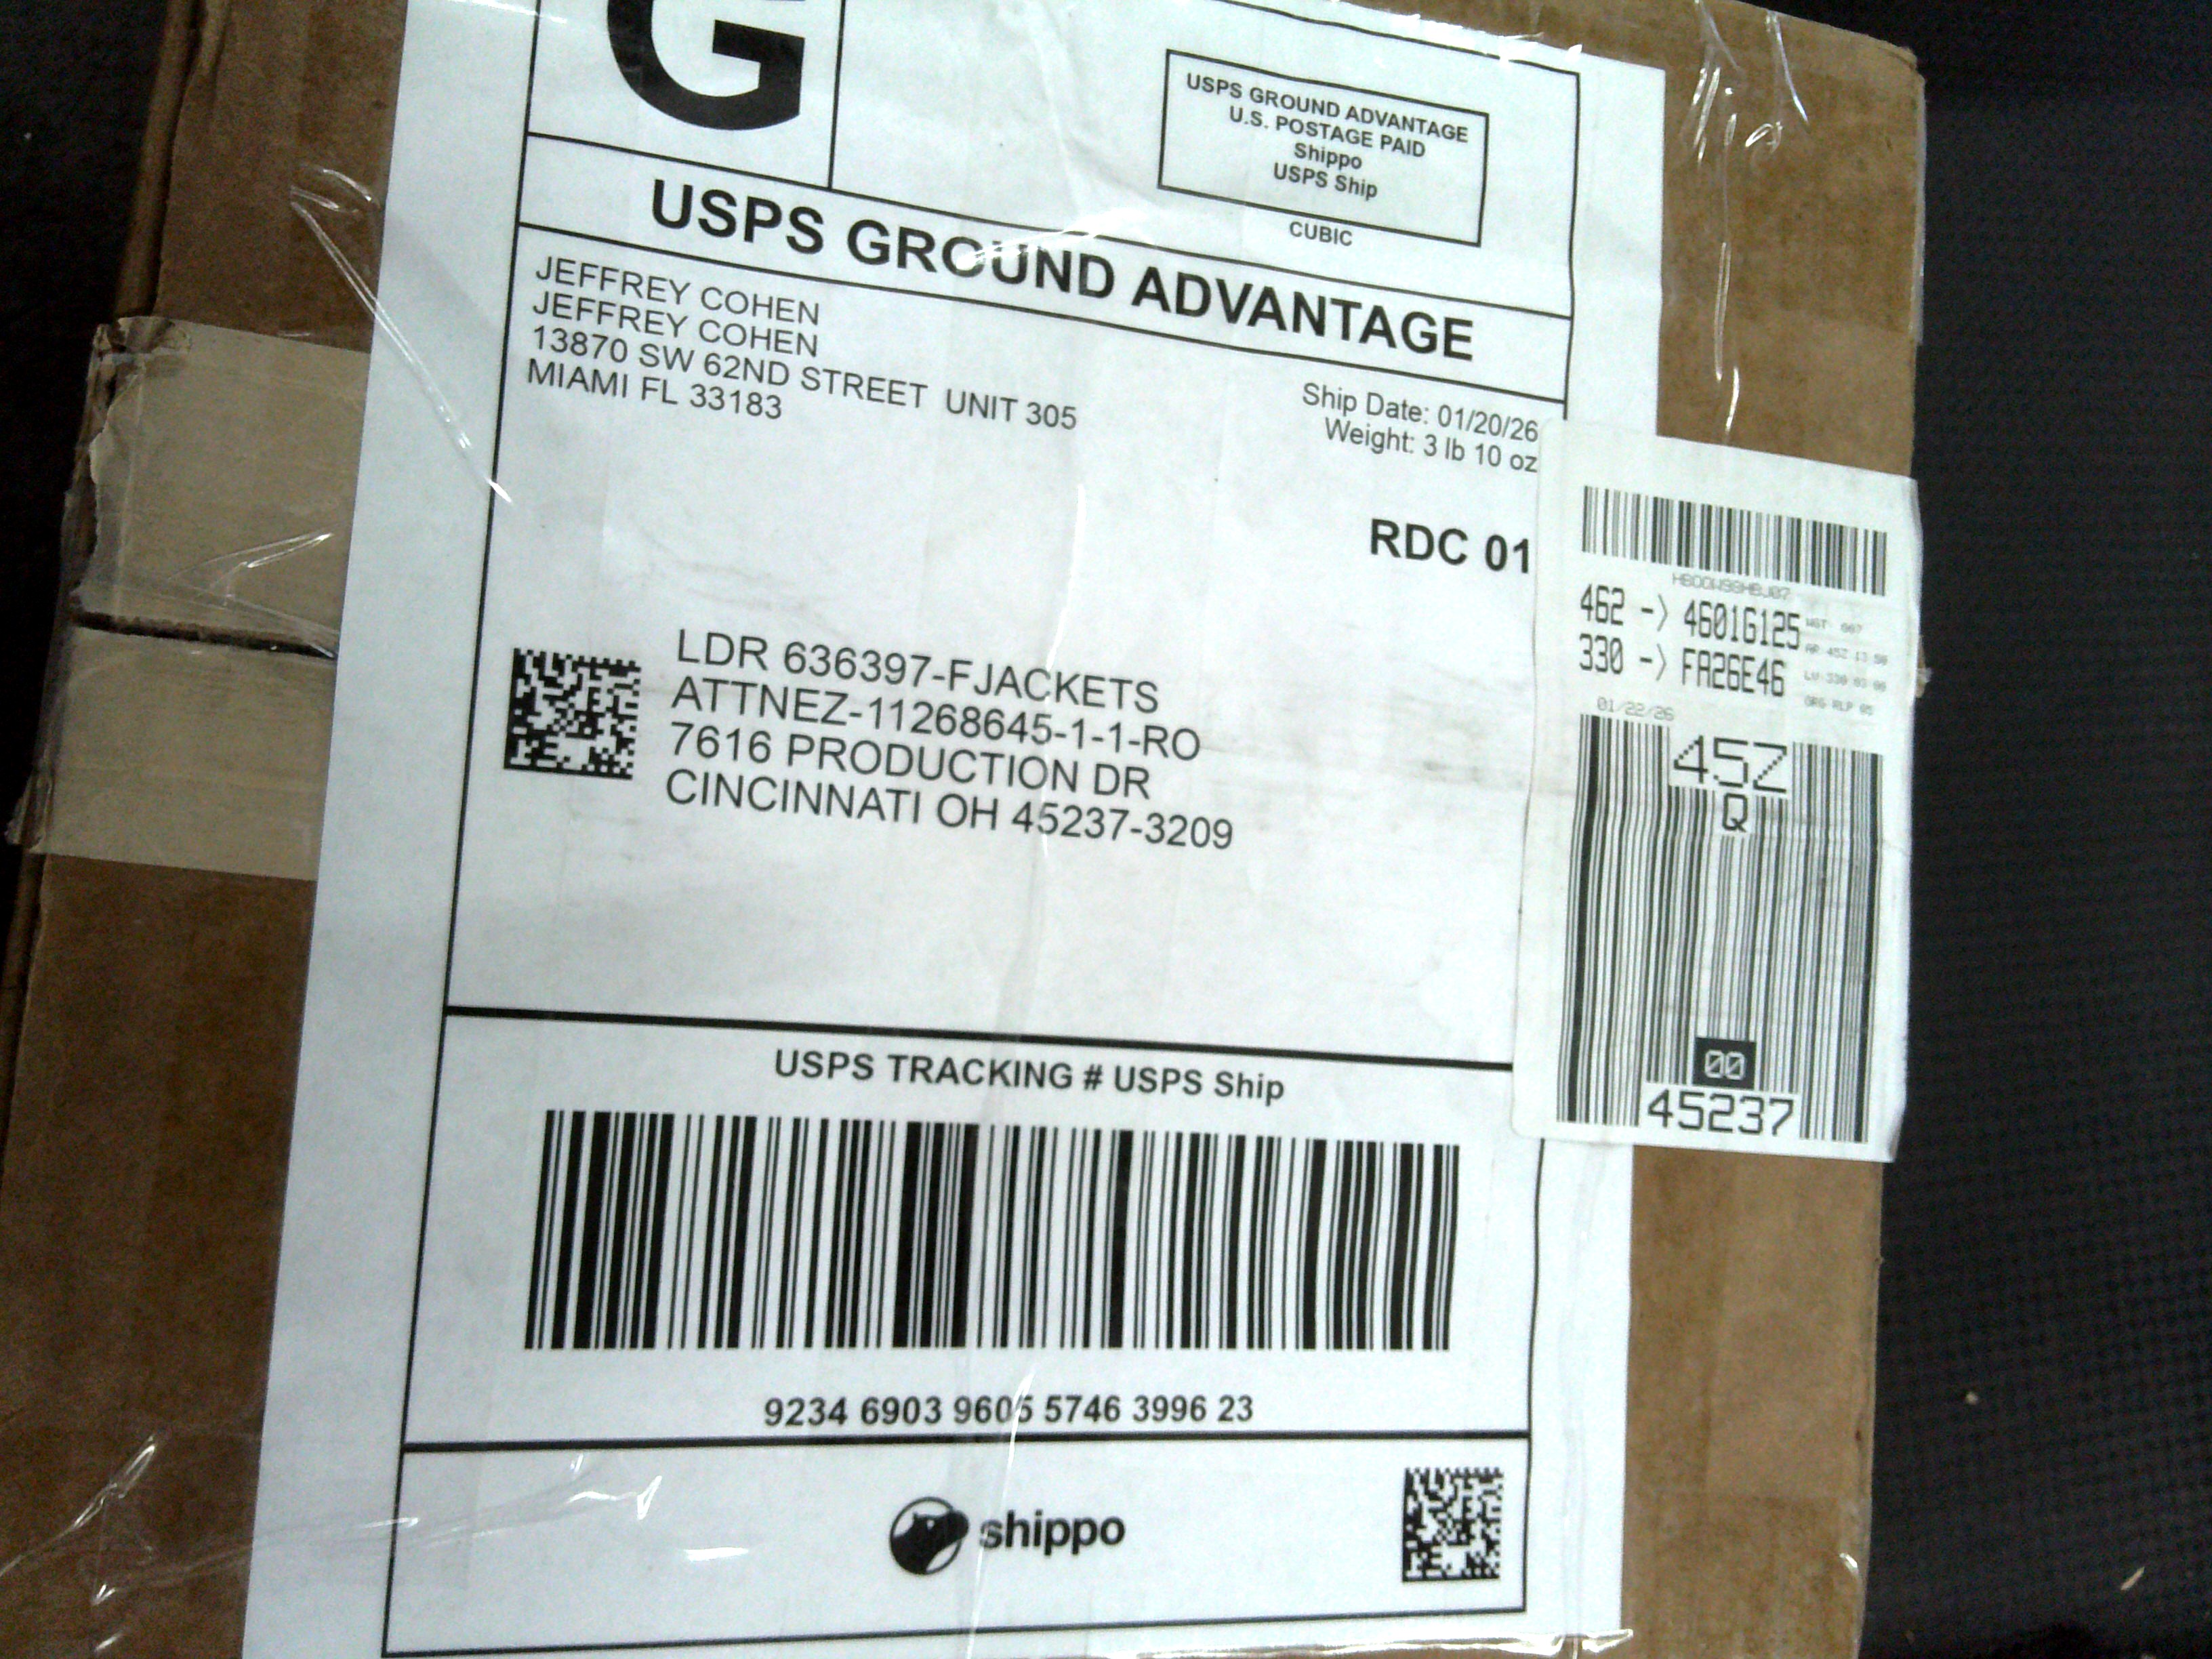 G
USPS GROUND ADVANTAGE
U.S. POSTAGE PAID
Shippo
USPS Ship
CUBIC
USPS GROUND ADVANTAGE
JEFFREY COHEN
JEFFREY COHEN
13870 SW 62ND STREET UNIT 305
MIAMI FL 33183
Ship Date: 01/20/26
Weight: 3 lb 10 oz
RDC 01
LDR 636397-FJACKETS
ATTNEZ-11268645-1-1-RO
7616 PRODUCTION DR
CINCINNATI OH 45237-3209
462 -> 46016125
330 -> FA26E46
01/22/26
45Z
Q
00
45237
USPS TRACKING # USPS Ship
9234 6903 9605 5746 3996 23
shippo